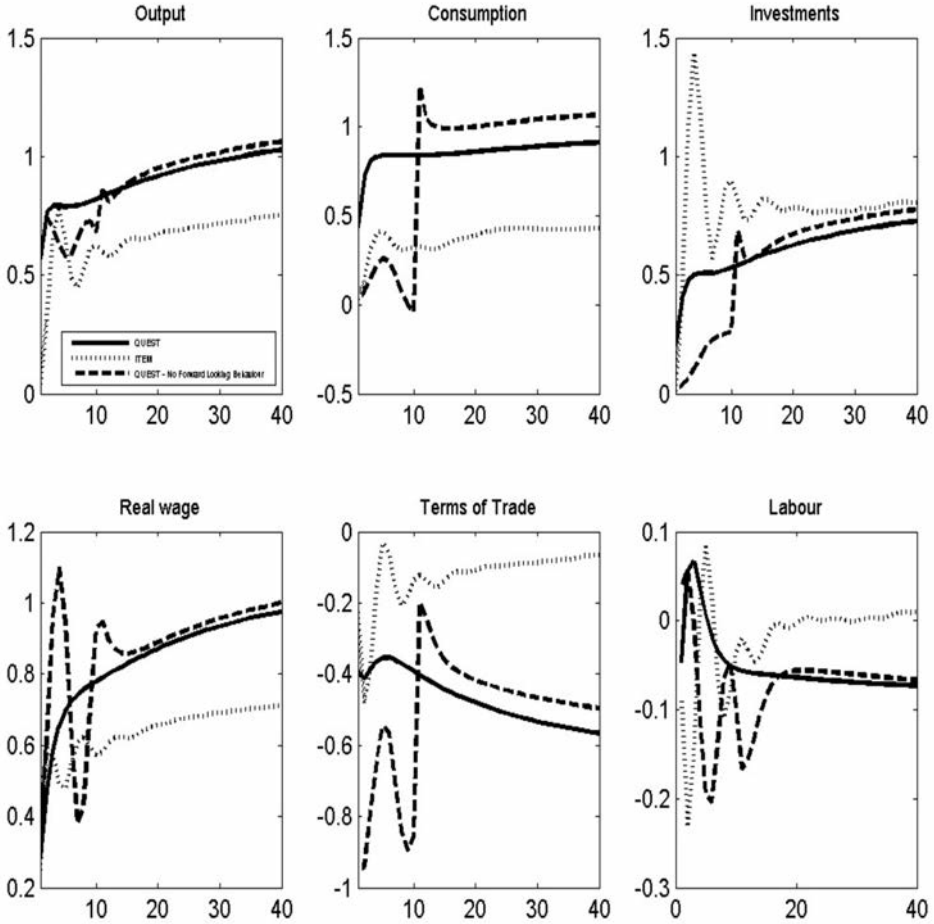 Output
Consumption
Investments
1.5
1
0.5
0
10 20 30 40
QUEST
ITEM
QUEST - No Forward Looking Behaviour
1.5
1
0.5
0
-0.5
10 20 30 40
1.5
1
0.5
0
10 20 30 40
Real wage
Terms of Trade
Labour
1.2
1
0.8
0.6
0.4
0.2
10 20 30 40
0
-0.2
-0.4
-0.6
-0.8
-1
10 20 30 40
0.1
0
-0.1
-0.2
-0.3
0 20 40